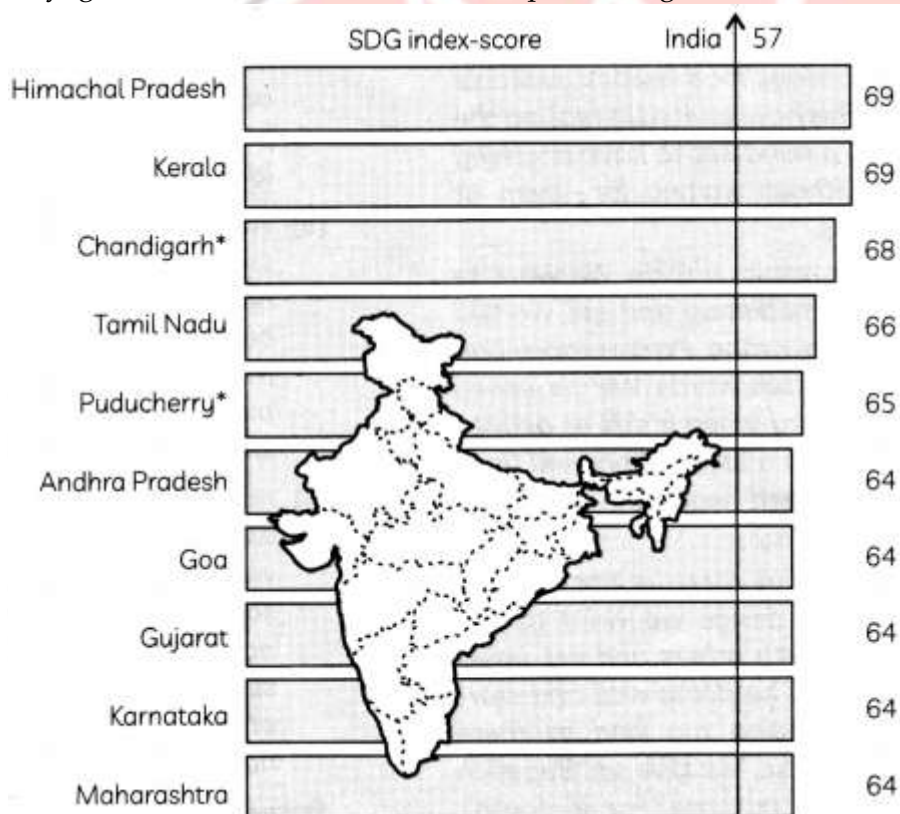 SDG index-score India 57
Himachal Pradesh 69
Kerala 69
Chandigarh* 68
Tamil Nadu 66
Puducherry* 65
Andhra Pradesh 64
Goa 64
Gujarat 64
Karnataka 64
Maharashtra 64